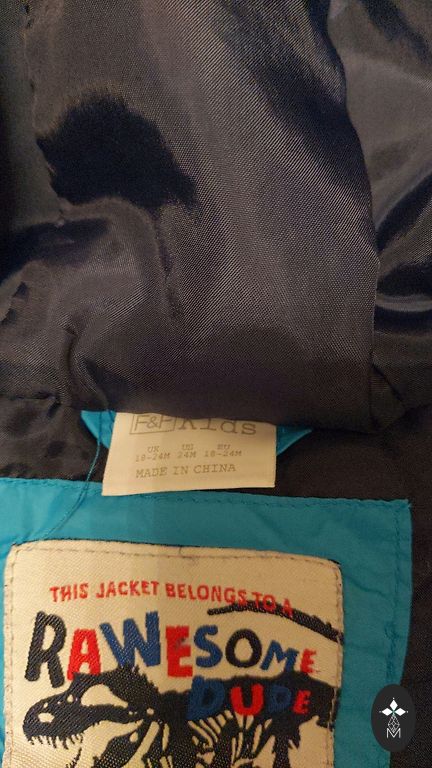 F&F Kids
UK US EU
18-24M 24M 18-24M
MADE IN CHINA
THIS JACKET BELONGS TO A
RAWESOME
DUDE